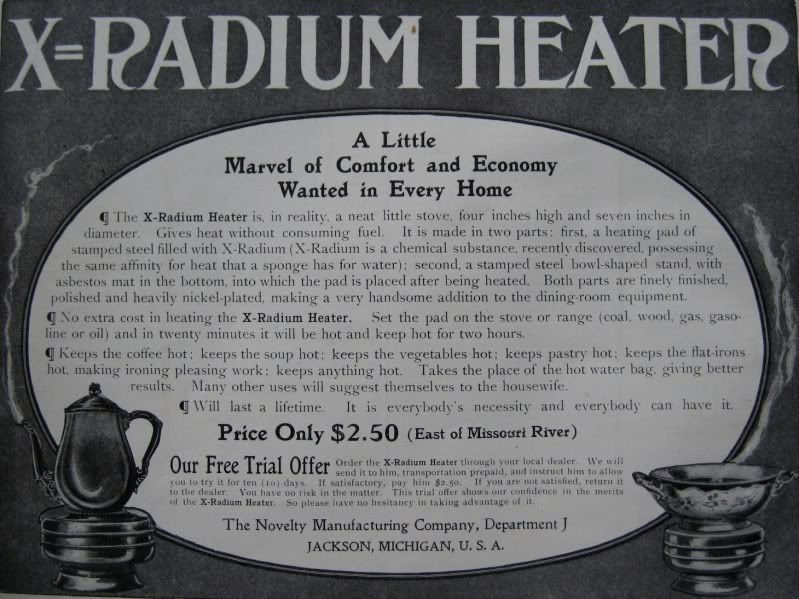 X=RADIUM HEATER
A Little
Marvel of Comfort and Economy
Wanted in Every Home
¶ The X-Radium Heater is, in reality, a neat little stove, four inches high and seven inches in
diameter. Gives heat without consuming fuel. It is made in two parts; first, a heating pad of
stamped steel filled with X-Radium (X-Radium is a chemical substance, recently discovered, possessing
the same affinity for heat that a sponge has for water); second, a stamped steel bowl-shaped stand, with
asbestos mat in the bottom, into which the pad is placed after being heated. Both parts are finely finished,
polished and heavily nickel-plated, making a very handsome addition to the dining-room equipment.
¶ No extra cost in heating the X-Radium Heater. Set the pad on the stove or range (coal, wood, gas, gaso-
line or oil) and in twenty minutes it will be hot and keep hot for two hours.
¶ Keeps the coffee hot; keeps the soup hot; keeps the vegetables hot; keeps pastry hot; keeps the flat-irons
hot, making ironing pleasing work; keeps anything hot. Takes the place of the hot water bag, giving better
results. Many other uses will suggest themselves to the housewife.
¶ Will last a lifetime. It is everybody's necessity and everybody can have it.
Price Only $2.50 (East of Missouri River)
Our Free Trial Offer Order the X-Radium Heater through your local dealer. We will
send it to him, transportation prepaid, and instruct him to allow
you to try it for ten (10) days. If satisfactory, pay him $2.50. If you are not satisfied, return it
to the dealer. You have no risk in the matter. This trial offer shows our confidence in the merits
of the X-Radium Heater. So please have no hesitancy in taking advantage of it.
The Novelty Manufacturing Company, Department J
JACKSON, MICHIGAN, U. S. A.